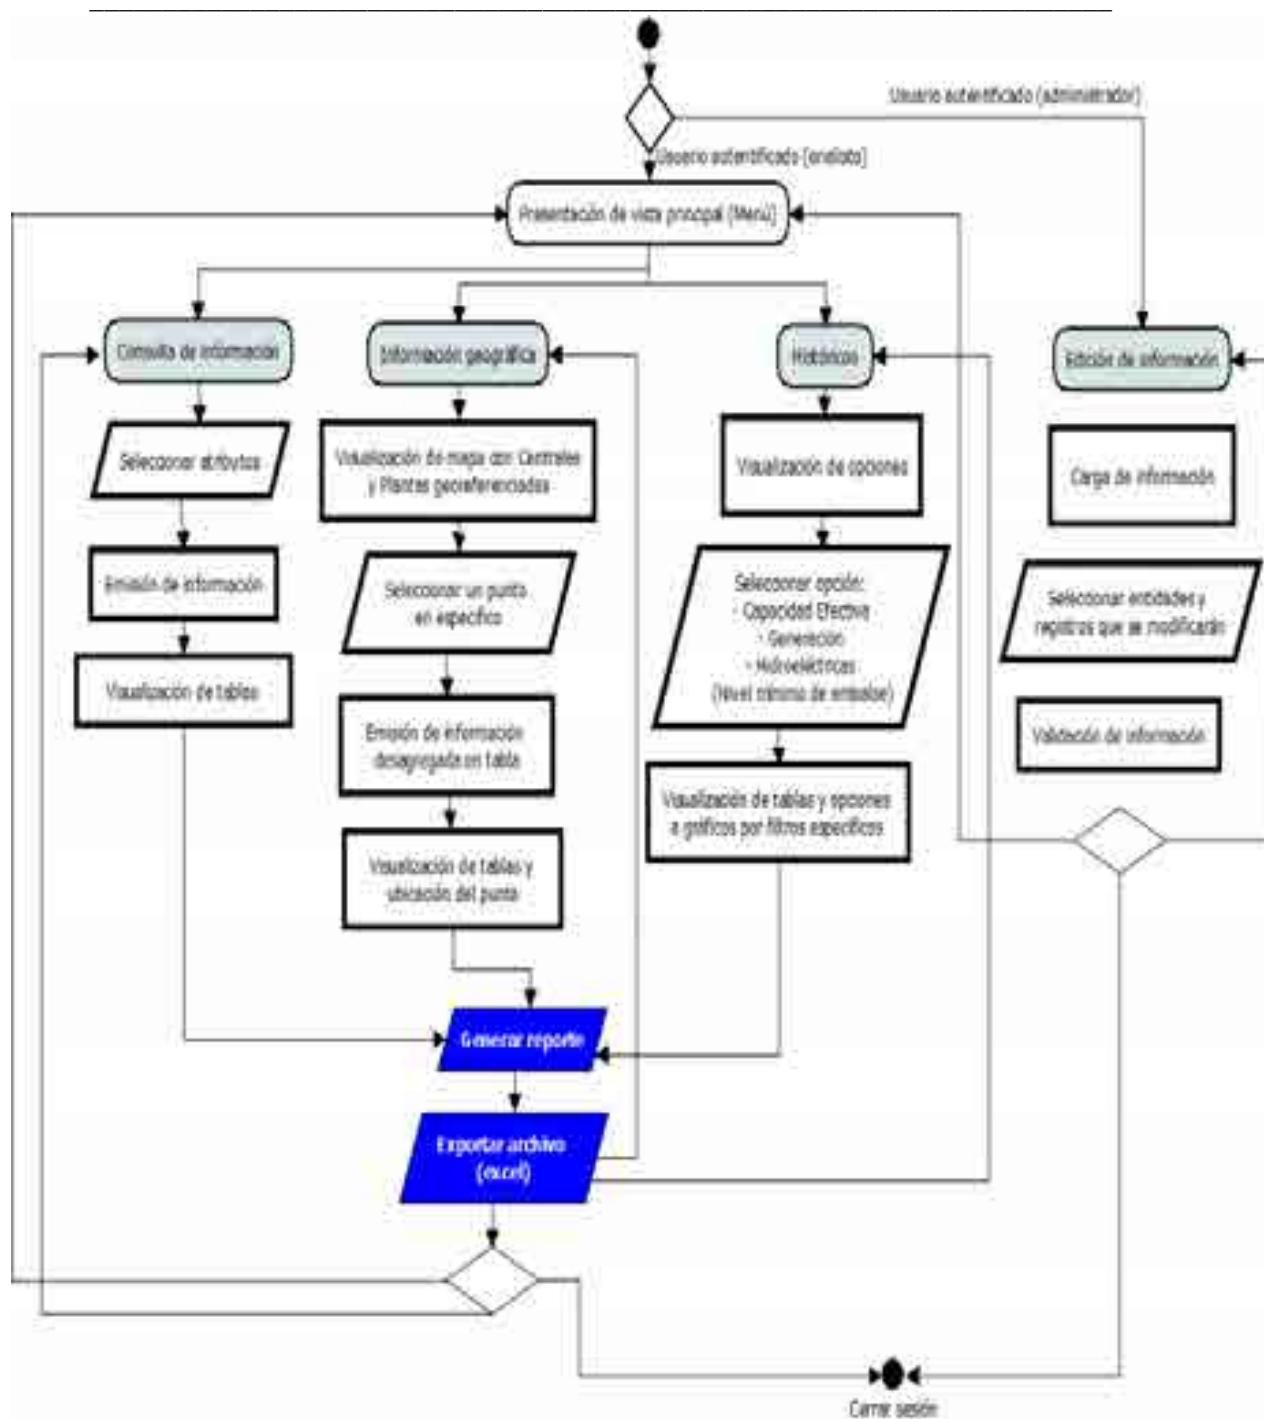 Usuario autentificado (administrador)
Usuario autentificado (analista)
Presentación de vista principal (Menú)
Consulta de información
Información geográfica
Históricos
Edición de información
Seleccionar atributos
Visualización de mapa con Centrales
y Plantas georeferenciadas
Visualización de opciones
Carga de información
Emisión de información
Seleccionar un punto
en específico
Seleccionar opción:
- Capacidad Efectiva
- Generación
- Hidroeléctricas
(Nivel mínimo de embalse)
Seleccionar entidades y
registros que se modificarán
Visualización de tablas
Emisión de información
desagregada en tabla
Validación de información
Visualización de tablas y opciones
a gráficos por filtros específicos
Visualización de tablas y
ubicación del punto
Generar reporte
Exportar archivo
(excel)
Cerrar sesión